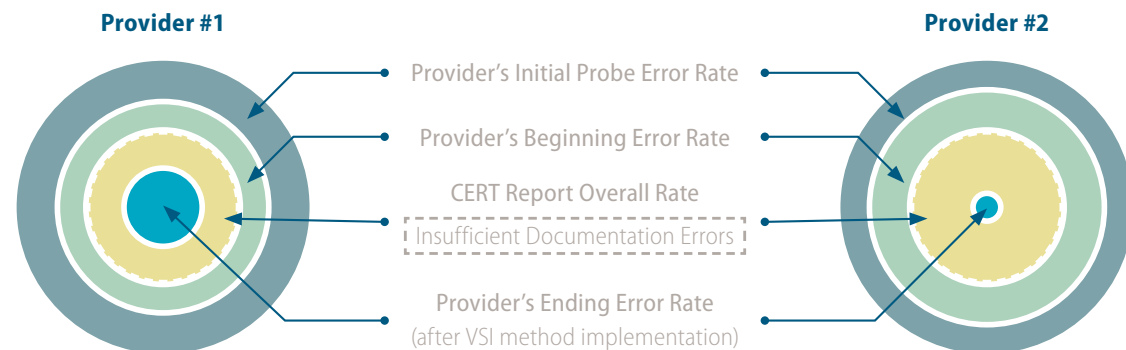 Provider #1
Provider #2
Provider’s Initial Probe Error Rate
Provider’s Beginning Error Rate
CERT Report Overall Rate
Insufficient Documentation Errors
Provider’s Ending Error Rate
(after VSI method implementation)